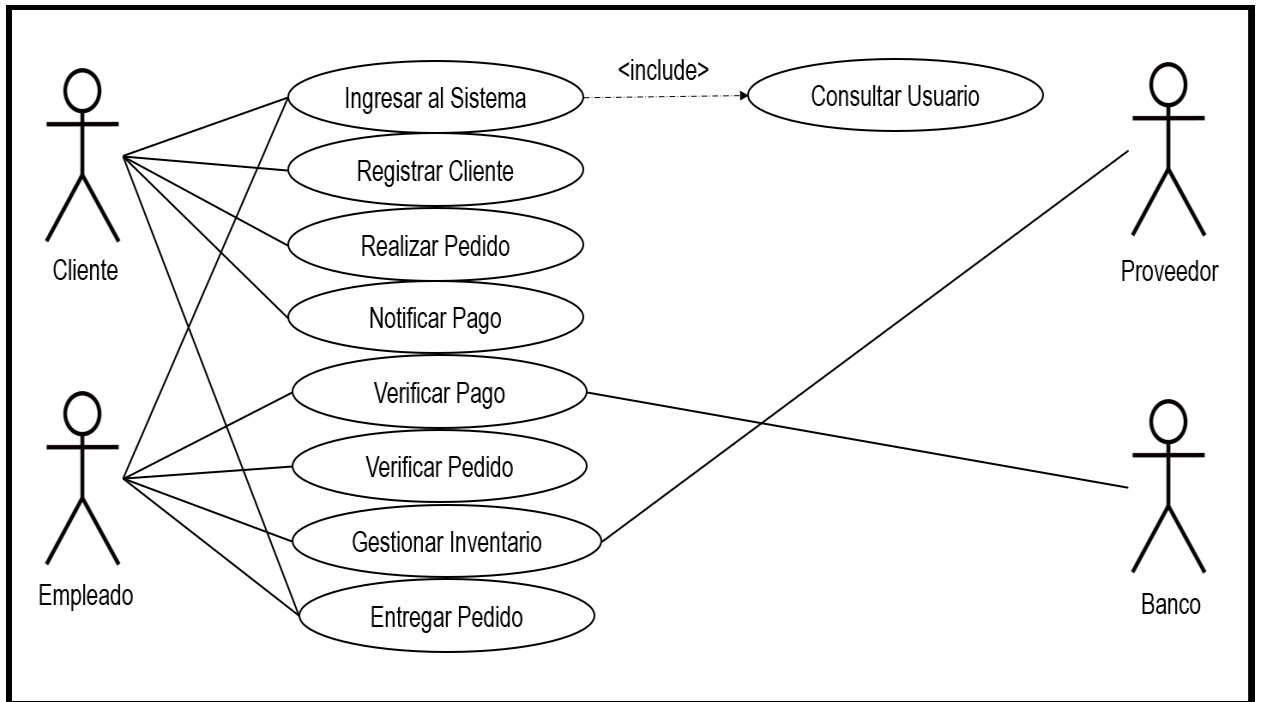 <include>
Ingresar al Sistema
Consultar Usuario
Registrar Cliente
Realizar Pedido
Cliente
Proveedor
Notificar Pago
Verificar Pago
Verificar Pedido
Gestionar Inventario
Empleado
Banco
Entregar Pedido